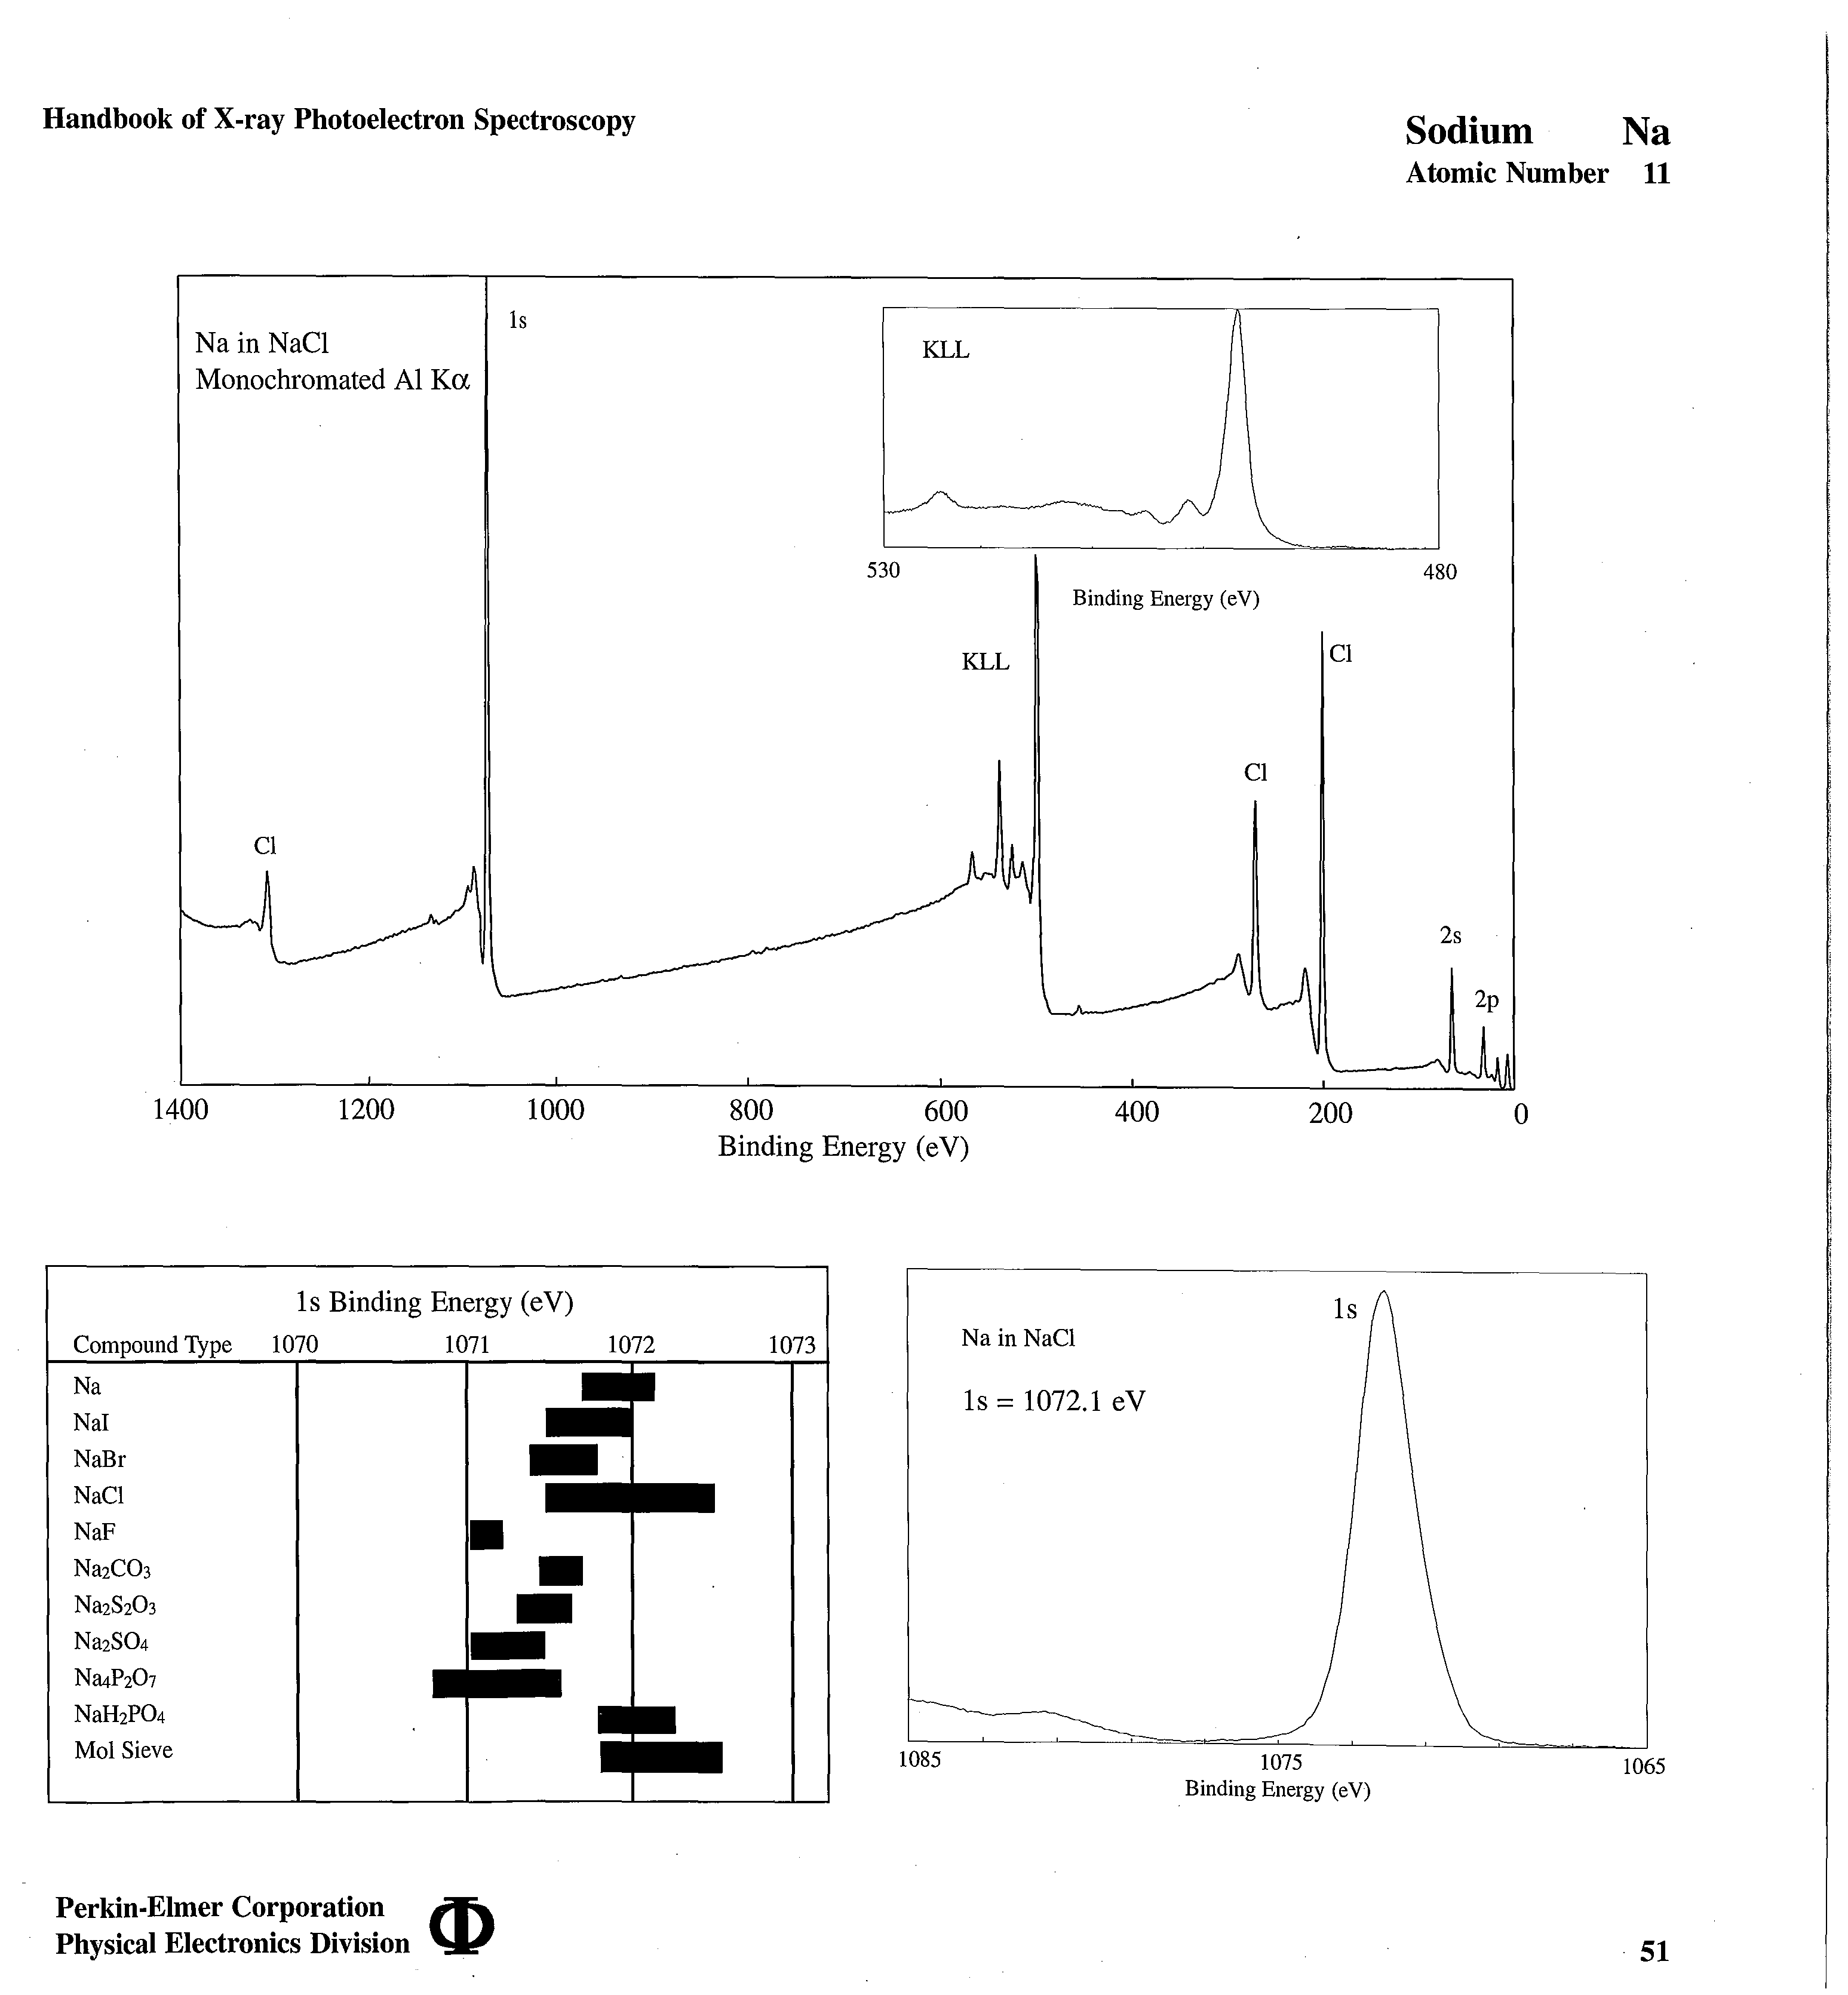 Handbook of X-ray Photoelectron Spectroscopy
Sodium Na
Atomic Number 11
Na in NaCl
Monochromated Al Kα
1s
KLL
530
480
Binding Energy (eV)
KLL
Cl
Cl
Cl
2s
2p
1400 1200 1000 800 600 400 200 0
Binding Energy (eV)
1s Binding Energy (eV)
Compound Type 1070 1071 1072 1073
Na
NaI
NaBr
NaCl
NaF
Na₂CO₃
Na₂S₂O₃
Na₂SO₄
Na₄P₂O₇
NaH₂PO₄
Mol Sieve
1s
Na in NaCl
1s = 1072.1 eV
1085 1075 1065
Binding Energy (eV)
Perkin-Elmer Corporation
Physical Electronics Division Φ
51